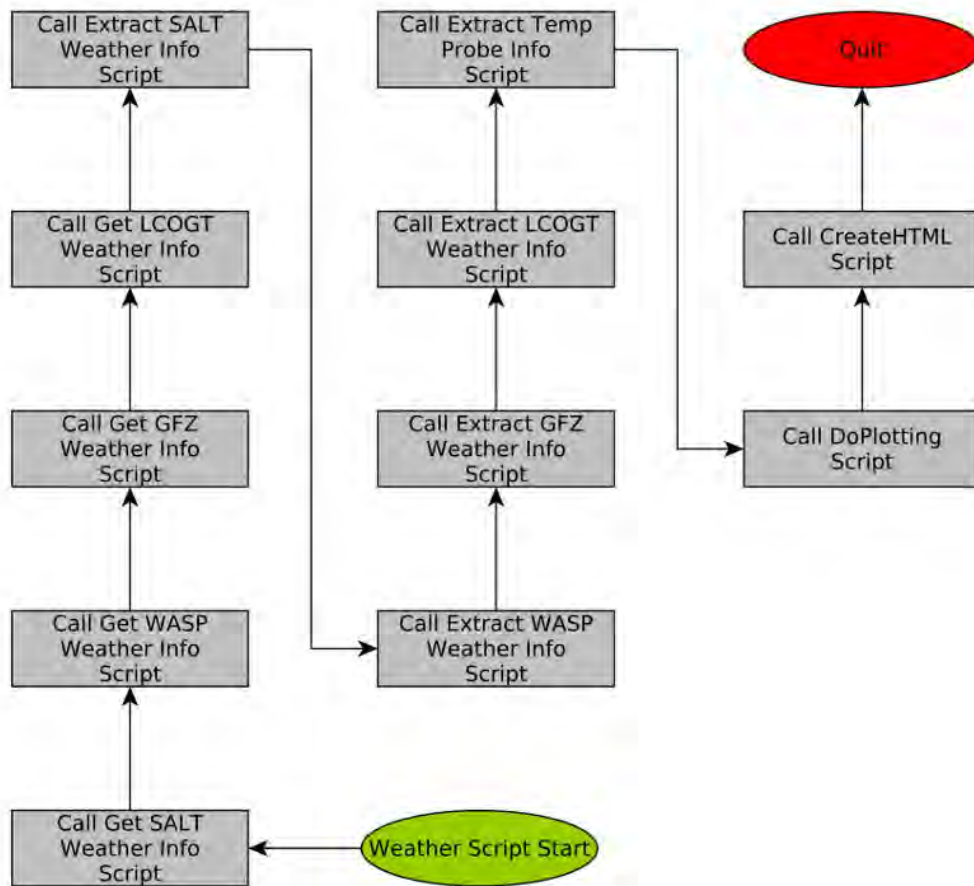 Call Extract SALT
Weather Info
Script
Call Extract Temp
Probe Info
Script
Quit
Call Get LCOGT
Weather Info
Script
Call Extract LCOGT
Weather Info
Script
Call CreateHTML
Script
Call Get GFZ
Weather Info
Script
Call Extract GFZ
Weather Info
Script
Call DoPlotting
Script
Call Get WASP
Weather Info
Script
Call Extract WASP
Weather Info
Script
Call Get SALT
Weather Info
Script
Weather Script Start